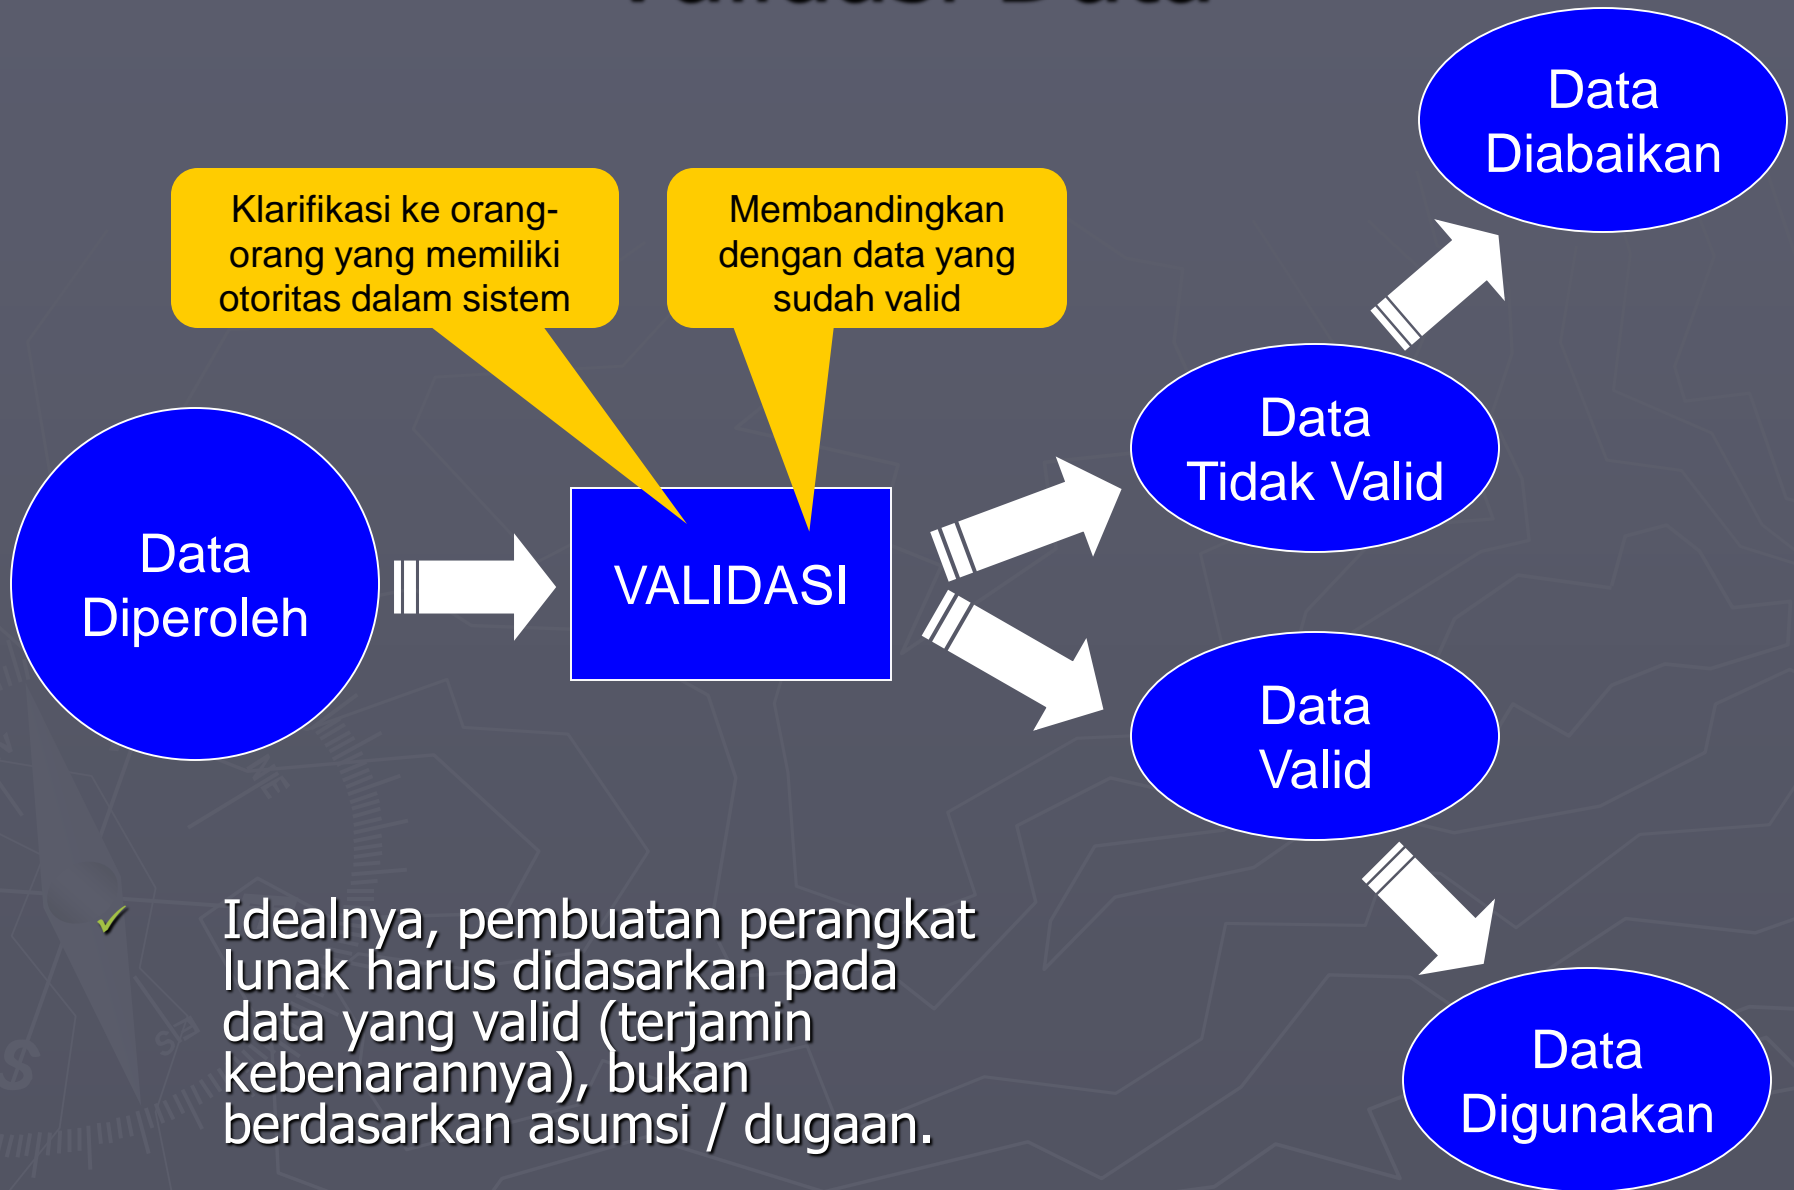 Validasi Data
Data
Diabaikan
Klarifikasi ke orang-
orang yang memiliki
otoritas dalam sistem
Membandingkan
dengan data yang
sudah valid
Data
Tidak Valid
Data
Diperoleh
VALIDASI
Data
Valid
Idealnya, pembuatan perangkat
lunak harus didasarkan pada
data yang valid (terjamin
kebenarannya), bukan
berdasarkan asumsi / dugaan.
Data
Digunakan